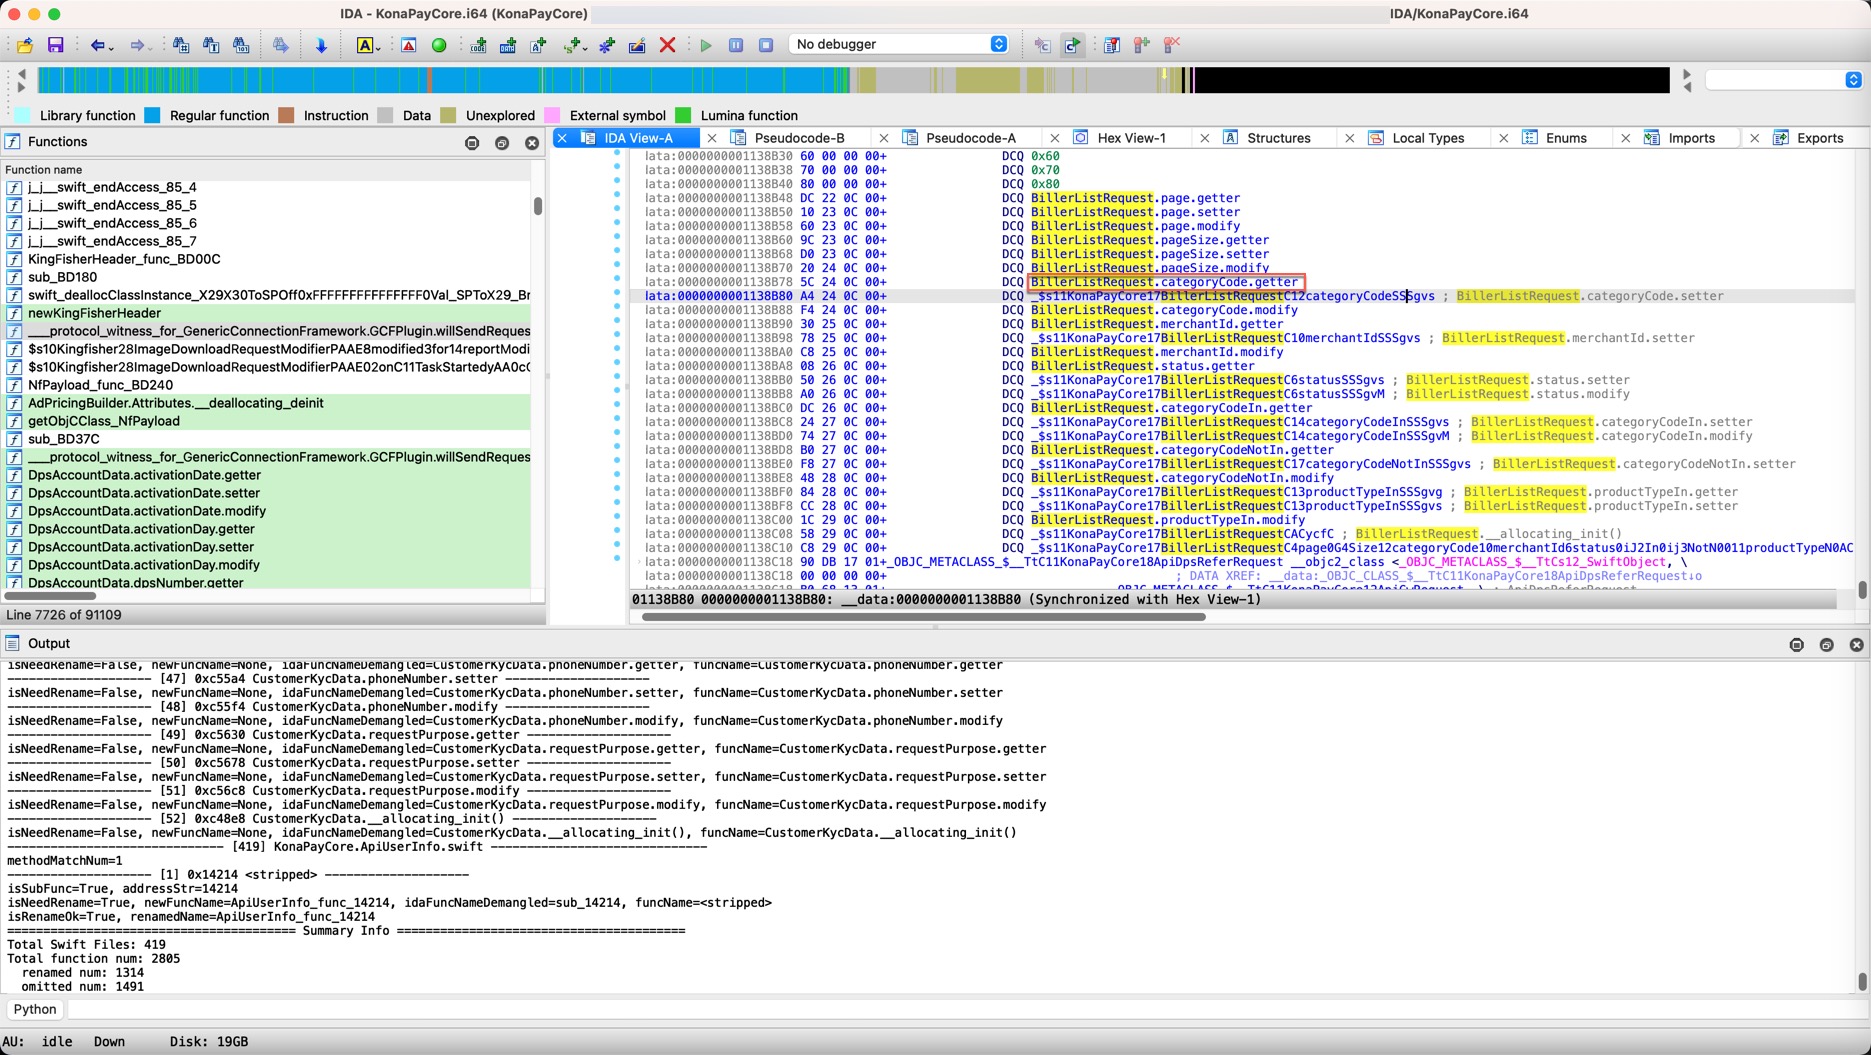 IDA - KonaPayCore.i64 (KonaPayCore)
IDA/KonaPayCore.i64
No debugger
Library function
Regular function
Instruction
Data
Unexplored
External symbol
Lumina function
Functions
Function name
j_j__swift_endAccess_85_4
j_j__swift_endAccess_85_5
j_j__swift_endAccess_85_6
j_j__swift_endAccess_85_7
KingFisherHeader_func_BD00C
sub_BD180
swift_deallocClassInstance_X29X30ToSPOff0xFFFFFFFFFFFFFFF0Val_SPToX29_Br
newKingFisherHeader
___protocol_witness_for_GenericConnectionFramework.GCFPlugin.willSendReques
$s10Kingfisher28ImageDownloadRequestModifierPAAE8modified3for14reportModi
$s10Kingfisher28ImageDownloadRequestModifierPAAE02onC11TaskStartedyAA0cC
NfPayload_func_BD240
AdPricingBuilder.Attributes.__deallocating_deinit
getObjCClass_NfPayload
sub_BD37C
___protocol_witness_for_GenericConnectionFramework.GCFPlugin.willSendReques
DpsAccountData.activationDate.getter
DpsAccountData.activationDate.setter
DpsAccountData.activationDate.modify
DpsAccountData.activationDay.getter
DpsAccountData.activationDay.setter
DpsAccountData.activationDay.modify
DpsAccountData.dpsNumber.getter
Line 7726 of 91109
IDA View-A
Pseudocode-B
Pseudocode-A
Hex View-1
Structures
Local Types
Enums
Imports
Exports
lata:0000000001138B30 60 00 00 00+ DCQ 0x60
lata:0000000001138B38 70 00 00 00+ DCQ 0x70
lata:0000000001138B40 80 00 00 00+ DCQ 0x80
lata:0000000001138B48 DC 22 0C 00+ DCQ BillerListRequest.page.getter
lata:0000000001138B50 10 23 0C 00+ DCQ BillerListRequest.page.setter
lata:0000000001138B58 60 23 0C 00+ DCQ BillerListRequest.page.modify
lata:0000000001138B60 9C 23 0C 00+ DCQ BillerListRequest.pageSize.getter
lata:0000000001138B68 D0 23 0C 00+ DCQ BillerListRequest.pageSize.setter
lata:0000000001138B70 20 24 0C 00+ DCQ BillerListRequest.pageSize.modify
lata:0000000001138B78 5C 24 0C 00+ DCQ BillerListRequest.categoryCode.getter
lata:0000000001138B80 A4 24 0C 00+ DCQ _$s11KonaPayCore17BillerListRequestC12categoryCodeSSSgvs ; BillerListRequest.categoryCode.setter
lata:0000000001138B88 F4 24 0C 00+ DCQ BillerListRequest.categoryCode.modify
lata:0000000001138B90 30 25 0C 00+ DCQ BillerListRequest.merchantId.getter
lata:0000000001138B98 78 25 0C 00+ DCQ _$s11KonaPayCore17BillerListRequestC10merchantIdSSSgvs ; BillerListRequest.merchantId.setter
lata:0000000001138BA0 C8 25 0C 00+ DCQ BillerListRequest.merchantId.modify
lata:0000000001138BA8 08 26 0C 00+ DCQ BillerListRequest.status.getter
lata:0000000001138BB0 50 26 0C 00+ DCQ _$s11KonaPayCore17BillerListRequestC6statusSSSgvs ; BillerListRequest.status.setter
lata:0000000001138BB8 A0 26 0C 00+ DCQ _$s11KonaPayCore17BillerListRequestC6statusSSSgvM ; BillerListRequest.status.modify
lata:0000000001138BC0 DC 26 0C 00+ DCQ BillerListRequest.categoryCodeIn.getter
lata:0000000001138BC8 24 27 0C 00+ DCQ _$s11KonaPayCore17BillerListRequestC14categoryCodeInSSSgvs ; BillerListRequest.categoryCodeIn.setter
lata:0000000001138BD0 74 27 0C 00+ DCQ _$s11KonaPayCore17BillerListRequestC14categoryCodeInSSSgvM ; BillerListRequest.categoryCodeIn.modify
lata:0000000001138BD8 B0 27 0C 00+ DCQ BillerListRequest.categoryCodeNotIn.getter
lata:0000000001138BE0 F8 27 0C 00+ DCQ _$s11KonaPayCore17BillerListRequestC17categoryCodeNotInSSSgvs ; BillerListRequest.categoryCodeNotIn.setter
lata:0000000001138BE8 48 28 0C 00+ DCQ BillerListRequest.categoryCodeNotIn.modify
lata:0000000001138BF0 84 28 0C 00+ DCQ _$s11KonaPayCore17BillerListRequestC13productTypeInSSSgvg ; BillerListRequest.productTypeIn.getter
lata:0000000001138BF8 CC 28 0C 00+ DCQ _$s11KonaPayCore17BillerListRequestC13productTypeInSSSgvs ; BillerListRequest.productTypeIn.setter
lata:0000000001138C00 1C 29 0C 00+ DCQ BillerListRequest.productTypeIn.modify
lata:0000000001138C08 58 29 0C 00+ DCQ _$s11KonaPayCore17BillerListRequestCACycfC ; BillerListRequest.__allocating_init()
lata:0000000001138C10 C8 29 0C 00+ DCQ _$s11KonaPayCore17BillerListRequestC4page0G4Size12categoryCode10merchantId6status0iJ2In0ij3NotN0011productTypeN0AC
lata:0000000001138C18 90 DB 17 01+_OBJC_METACLASS_$__TtC11KonaPayCore18ApiDpsReferRequest __objc2_class <_OBJC_METACLASS_$__TtCs12_SwiftObject, \
lata:0000000001138C18 00 00 00 00+ ; DATA XREF: __data:_OBJC_CLASS_$__TtC11KonaPayCore18ApiDpsReferRequest↓o
01138B80 0000000001138B80: __data:0000000001138B80 (Synchronized with Hex View-1)
Output
isNeedRename=False, newFuncName=None, idaFuncNameDemangled=CustomerKycData.phoneNumber.getter, funcName=CustomerKycData.phoneNumber.getter
-------------------- [47] 0xc55a4 CustomerKycData.phoneNumber.setter --------------------
isNeedRename=False, newFuncName=None, idaFuncNameDemangled=CustomerKycData.phoneNumber.setter, funcName=CustomerKycData.phoneNumber.setter
-------------------- [48] 0xc55f4 CustomerKycData.phoneNumber.modify --------------------
isNeedRename=False, newFuncName=None, idaFuncNameDemangled=CustomerKycData.phoneNumber.modify, funcName=CustomerKycData.phoneNumber.modify
-------------------- [49] 0xc5630 CustomerKycData.requestPurpose.getter --------------------
isNeedRename=False, newFuncName=None, idaFuncNameDemangled=CustomerKycData.requestPurpose.getter, funcName=CustomerKycData.requestPurpose.getter
-------------------- [50] 0xc5678 CustomerKycData.requestPurpose.setter --------------------
isNeedRename=False, newFuncName=None, idaFuncNameDemangled=CustomerKycData.requestPurpose.setter, funcName=CustomerKycData.requestPurpose.setter
-------------------- [51] 0xc56c8 CustomerKycData.requestPurpose.modify --------------------
isNeedRename=False, newFuncName=None, idaFuncNameDemangled=CustomerKycData.requestPurpose.modify, funcName=CustomerKycData.requestPurpose.modify
-------------------- [52] 0xc48e8 CustomerKycData.__allocating_init() --------------------
isNeedRename=False, newFuncName=None, idaFuncNameDemangled=CustomerKycData.__allocating_init(), funcName=CustomerKycData.__allocating_init()
------------------------------ [419] KonaPayCore.ApiUserInfo.swift ------------------------------
methodMatchNum=1
-------------------- [1] 0x14214 <stripped> --------------------
isSubFunc=True, addressStr=14214
isNeedRename=True, newFuncName=ApiUserInfo_func_14214, idaFuncNameDemangled=sub_14214, funcName=<stripped>
isRenameOk=True, renamedName=ApiUserInfo_func_14214
======================================== Summary Info ========================================
Total Swift Files: 419
Total function num: 2805
renamed num: 1314
omitted num: 1491
Python
AU: idle Down Disk: 19GB